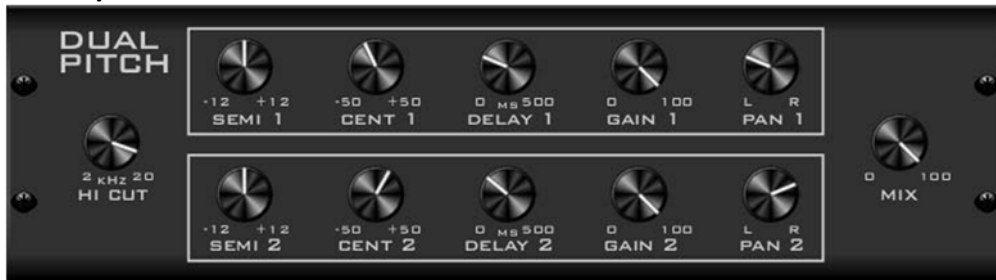 DUAL
PITCH
-12 +12
SEMI 1
-50 +50
CENT 1
0 MS 500
DELAY 1
0 100
GAIN 1
L R
PAN 1
2 KHZ 20
HI CUT
-12 +12
SEMI 2
-50 +50
CENT 2
0 MS 500
DELAY 2
0 100
GAIN 2
L R
PAN 2
0 100
MIX